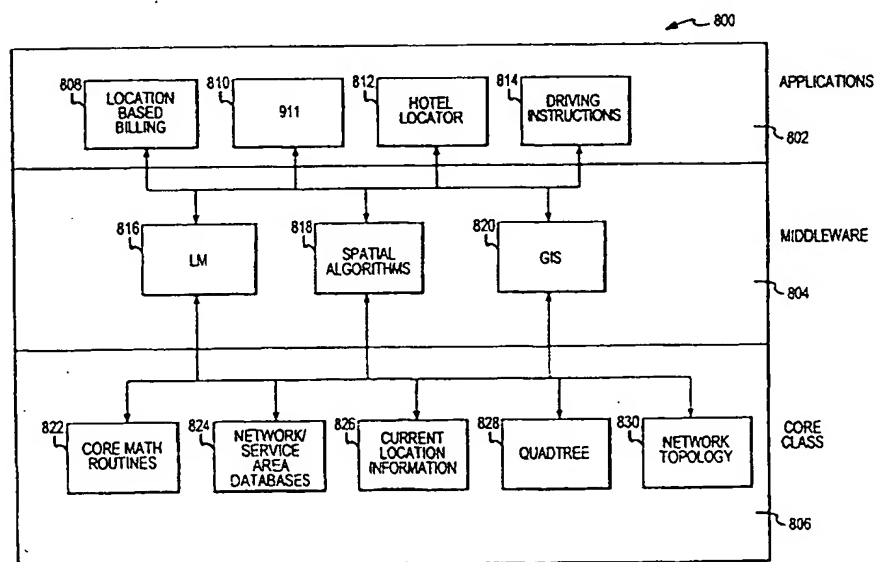 800
808
LOCATION
BASED
BILLING
810
911
812
HOTEL
LOCATOR
814
DRIVING
INSTRUCTIONS
APPLICATIONS
802
816
LM
818
SPATIAL
ALGORITHMS
820
GIS
MIDDLEWARE
804
822
CORE MATH
ROUTINES
824
NETWORK/
SERVICE
AREA
DATABASES
826
CURRENT
LOCATION
INFORMATION
828
QUADTREE
830
NETWORK
TOPOLOGY
CORE
CLASS
806